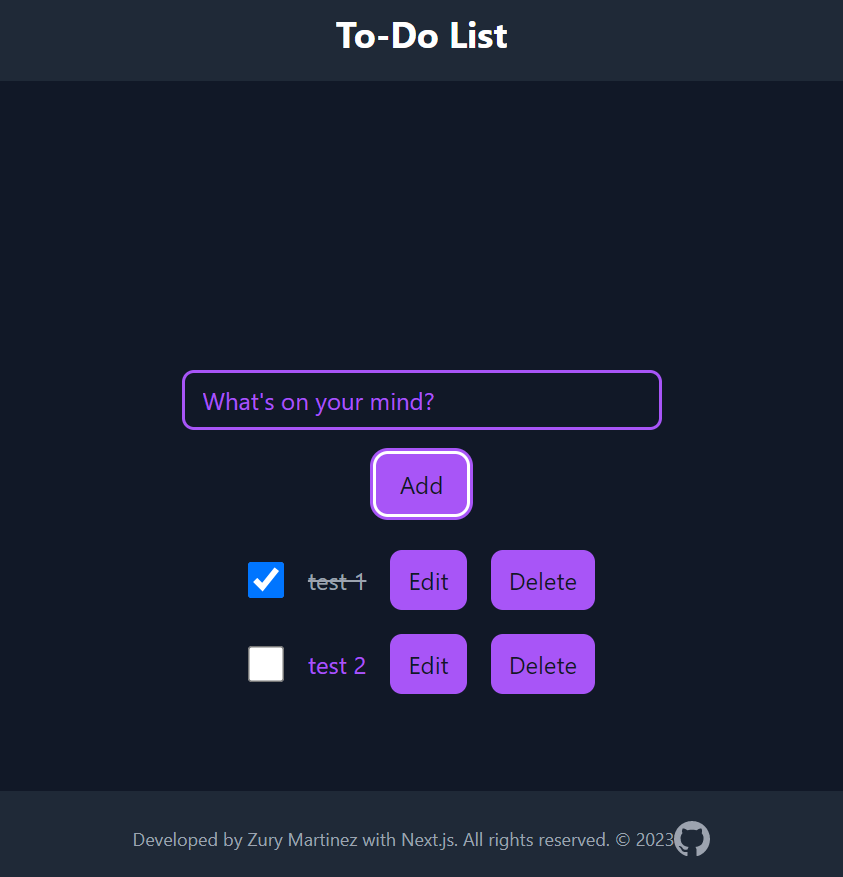 To-Do List
What's on your mind?
Add
test 1 Edit Delete
test 2 Edit Delete
Developed by Zury Martinez with Next.js. All rights reserved. © 2023